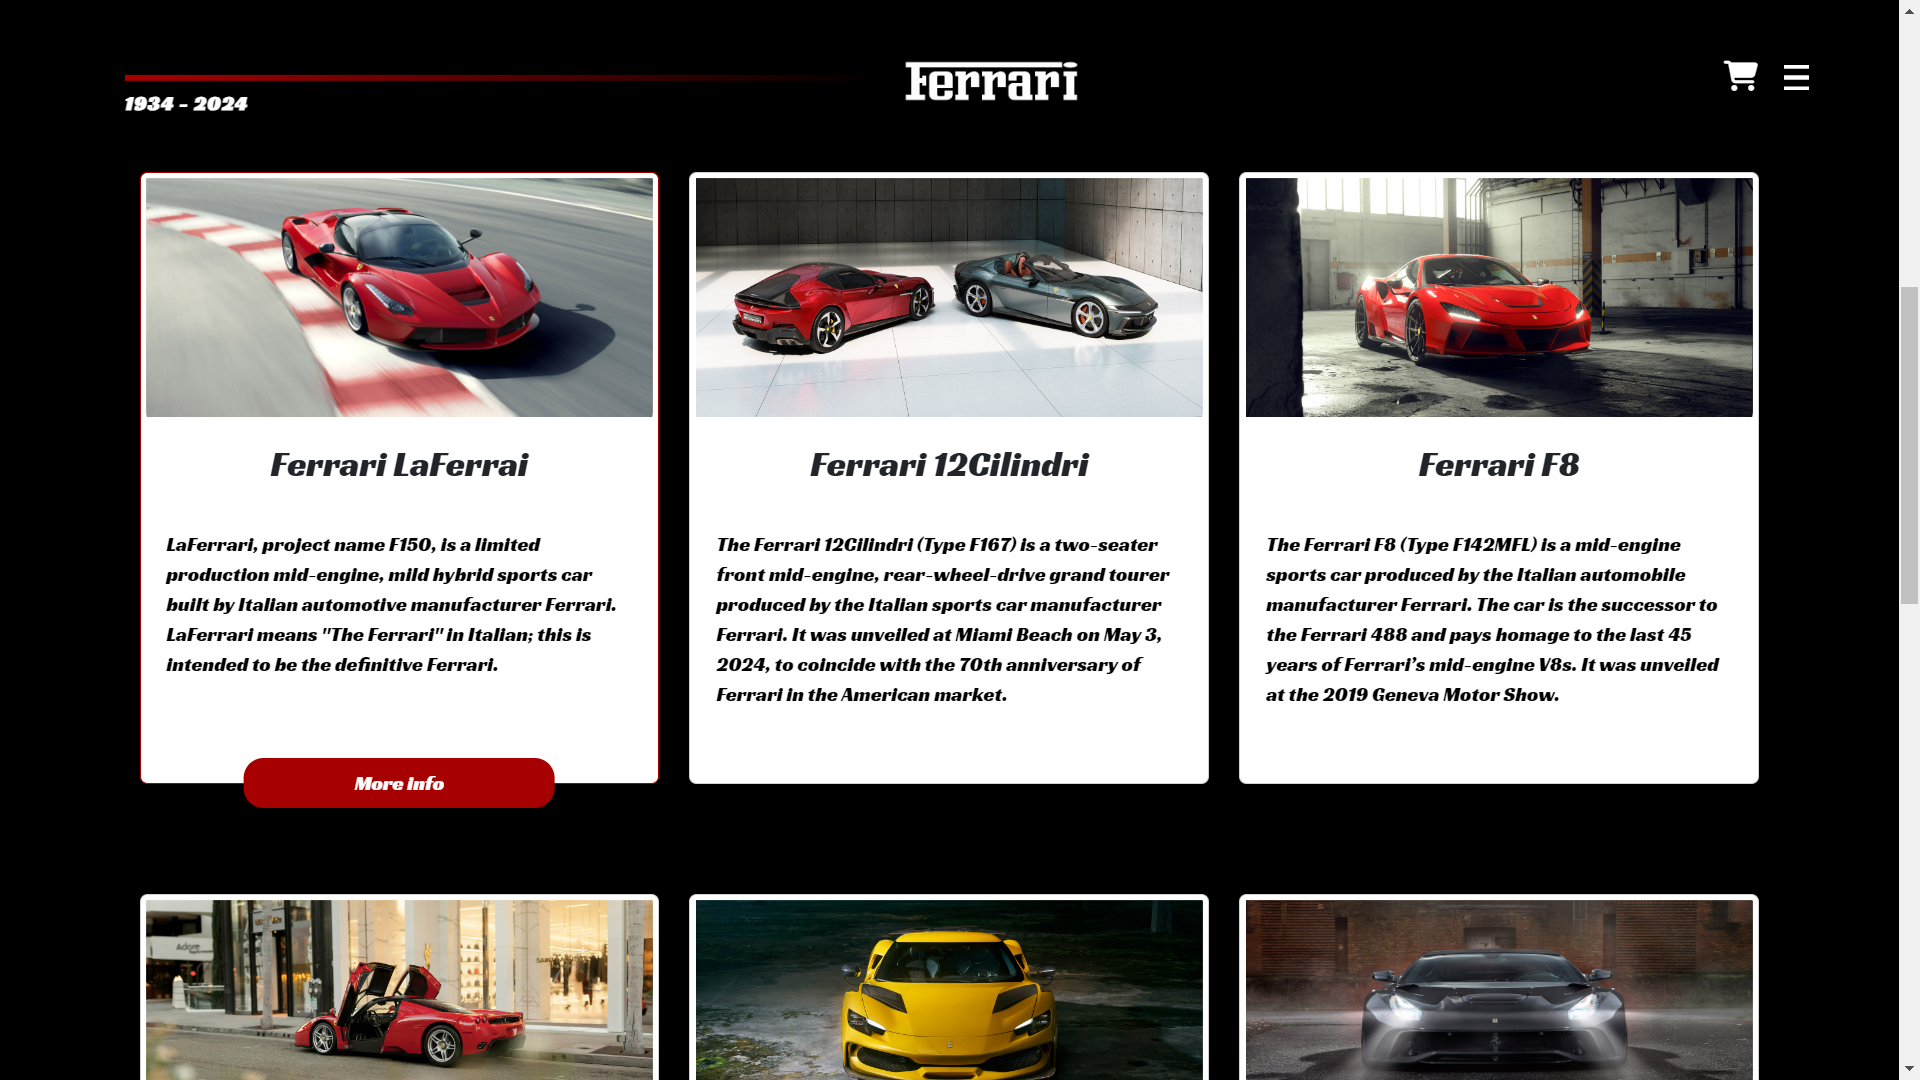 Ferrari
1934 - 2024
Ferrari LaFerrai
LaFerrari, project name F150, is a limited
production mid-engine, mild hybrid sports car
built by Italian automotive manufacturer Ferrari.
LaFerrari means "The Ferrari" in Italian; this is
intended to be the definitive Ferrari.
More info
Ferrari 12Cilindri
The Ferrari 12Cilindri (Type F167) is a two-seater
front mid-engine, rear-wheel-drive grand tourer
produced by the Italian sports car manufacturer
Ferrari. It was unveiled at Miami Beach on May 3,
2024, to coincide with the 70th anniversary of
Ferrari in the American market.
Ferrari F8
The Ferrari F8 (Type F142MFL) is a mid-engine
sports car produced by the Italian automobile
manufacturer Ferrari. The car is the successor to
the Ferrari 488 and pays homage to the last 45
years of Ferrari’s mid-engine V8s. It was unveiled
at the 2019 Geneva Motor Show.
Adore